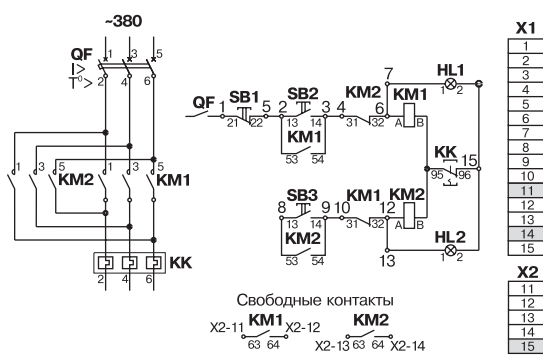 ~380
QF 1 3 5
I>
T°> 2 4 6
1 3 5 KM2 1 3 5 KM1
KK
2 4 6
7 HL1
1 2
QF 1 SB1 5 2 SB2 3 4 KM2 6 KM1
21 22 13 14 31 32 A B
KM1
53 54
KK 15
95 96
8 SB3 9 10 KM1 12 KM2
13 14 31 32 A B
KM2
53 54
13 HL2
1 2
Свободные контакты
X2-11 KM1 X2-12
63 64
KM2
X2-13 63 64 X2-14
X1
1
2
3
4
5
6
7
8
9
10
11
12
13
14
15
X2
11
12
13
14
15